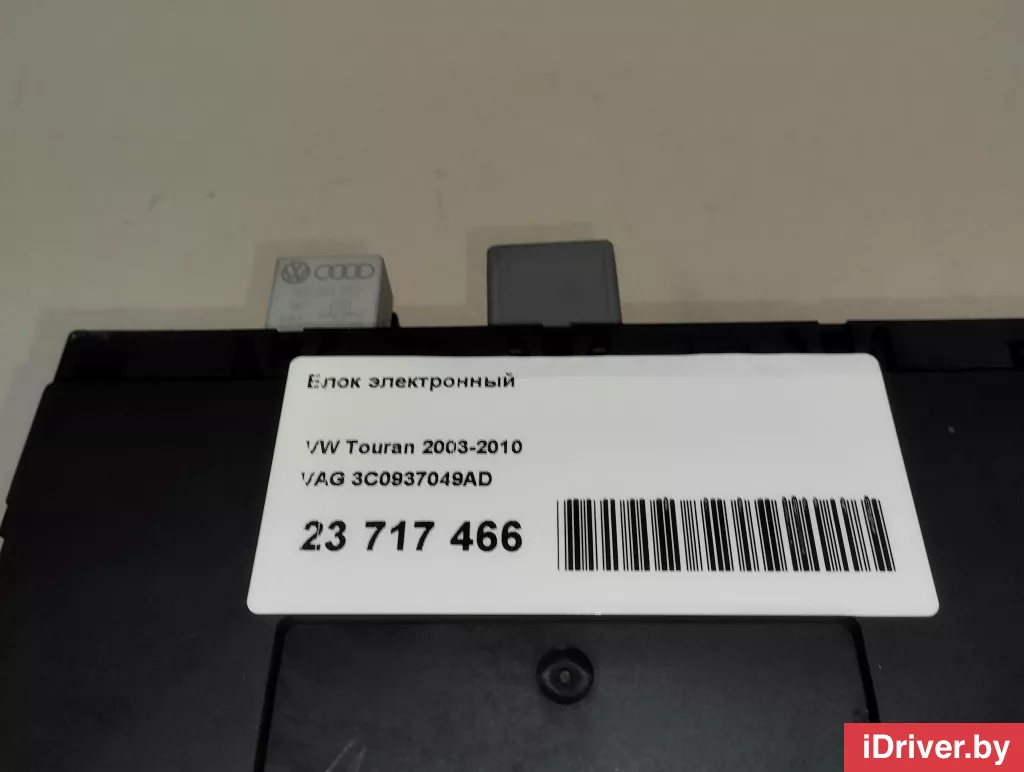 Блок электронный
VW Touran 2003-2010
VAG 3C0937049AD
23 717 466
iDriver.by